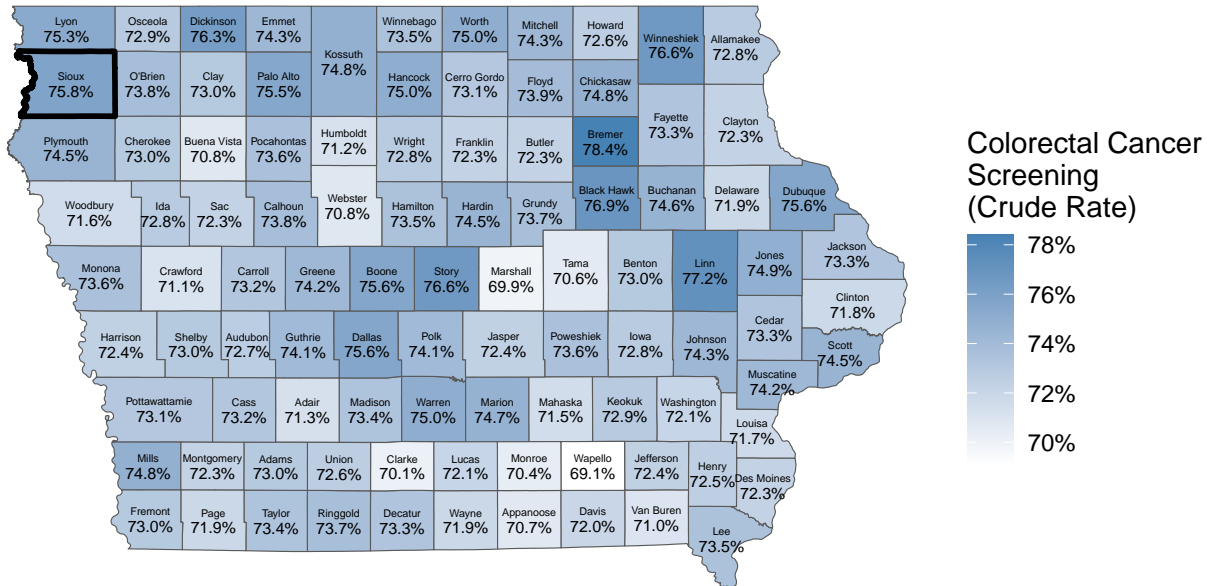 Lyon
75.3%
Osceola
72.9%
Dickinson
76.3%
Emmet
74.3%
Winnebago
73.5%
Worth
75.0%
Mitchell
74.3%
Howard
72.6%
Winneshiek
76.6%
Allamakee
72.8%
Kossuth
74.8%
Sioux
75.8%
O'Brien
73.8%
Clay
73.0%
Palo Alto
75.5%
Hancock
75.0%
Cerro Gordo
73.1%
Floyd
73.9%
Chickasaw
74.8%
Fayette
73.3%
Clayton
72.3%
Plymouth
74.5%
Cherokee
73.0%
Buena Vista
70.8%
Pocahontas
73.6%
Humboldt
71.2%
Wright
72.8%
Franklin
72.3%
Butler
72.3%
Bremer
78.4%
Woodbury
71.6%
Ida
72.8%
Sac
72.3%
Calhoun
73.8%
Webster
70.8%
Hamilton
73.5%
Hardin
74.5%
Grundy
73.7%
Black Hawk
76.9%
Buchanan
74.6%
Delaware
71.9%
Dubuque
75.6%
Monona
73.6%
Crawford
71.1%
Carroll
73.2%
Greene
74.2%
Boone
75.6%
Story
76.6%
Marshall
69.9%
Tama
70.6%
Benton
73.0%
Linn
77.2%
Jones
74.9%
Jackson
73.3%
Clinton
71.8%
Harrison
72.4%
Shelby
73.0%
Audubon
72.7%
Guthrie
74.1%
Dallas
75.6%
Polk
74.1%
Jasper
72.4%
Poweshiek
73.6%
Iowa
72.8%
Johnson
74.3%
Cedar
73.3%
Scott
74.5%
Muscatine
74.2%
Pottawattamie
73.1%
Cass
73.2%
Adair
71.3%
Madison
73.4%
Warren
75.0%
Marion
74.7%
Mahaska
71.5%
Keokuk
72.9%
Washington
72.1%
Louisa
71.7%
Mills
74.8%
Montgomery
72.3%
Adams
73.0%
Union
72.6%
Clarke
70.1%
Lucas
72.1%
Monroe
70.4%
Wapello
69.1%
Jefferson
72.4%
Henry
72.5%
Des Moines
72.3%
Fremont
73.0%
Page
71.9%
Taylor
73.4%
Ringgold
73.7%
Decatur
73.3%
Wayne
71.9%
Appanoose
70.7%
Davis
72.0%
Van Buren
71.0%
Lee
73.5%
Colorectal Cancer
Screening
(Crude Rate)
78%
76%
74%
72%
70%